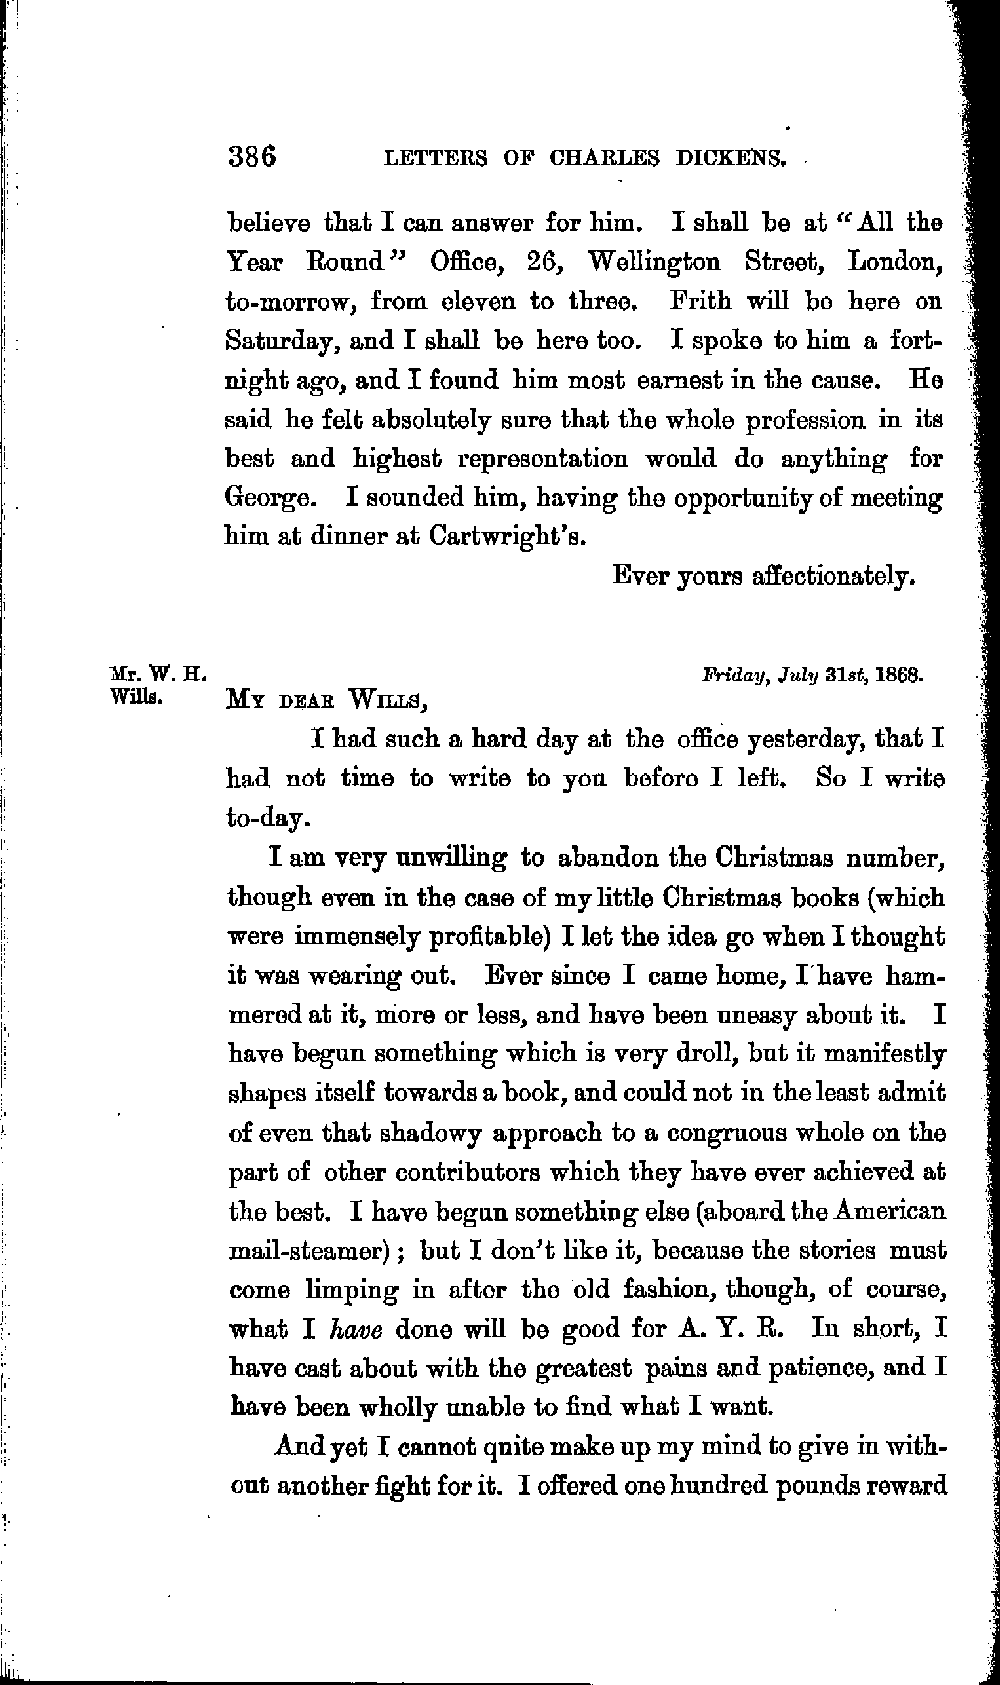 386 LETTERS OF CHARLES DICKENS.
believe that I can answer for him. I shall be at “All the
Year Round” Office, 26, Wellington Street, London,
to-morrow, from eleven to three. Frith will be here on
Saturday, and I shall be here too. I spoke to him a fort-
night ago, and I found him most earnest in the cause. He
said he felt absolutely sure that the whole profession in its
best and highest representation would do anything for
George. I sounded him, having the opportunity of meeting
him at dinner at Cartwright’s.
Ever yours affectionately.
Mr. W. H.
Wills.
Friday, July 31st, 1868.
MY DEAR WILLS,
I had such a hard day at the office yesterday, that I
had not time to write to you before I left. So I write
to-day.
I am very unwilling to abandon the Christmas number,
though even in the case of my little Christmas books (which
were immensely profitable) I let the idea go when I thought
it was wearing out. Ever since I came home, I have ham-
mered at it, more or less, and have been uneasy about it. I
have begun something which is very droll, but it manifestly
shapes itself towards a book, and could not in the least admit
of even that shadowy approach to a congruous whole on the
part of other contributors which they have ever achieved at
the best. I have begun something else (aboard the American
mail-steamer); but I don’t like it, because the stories must
come limping in after the old fashion, though, of course,
what I have done will be good for A. Y. R. In short, I
have cast about with the greatest pains and patience, and I
have been wholly unable to find what I want.
And yet I cannot quite make up my mind to give in with-
out another fight for it. I offered one hundred pounds reward